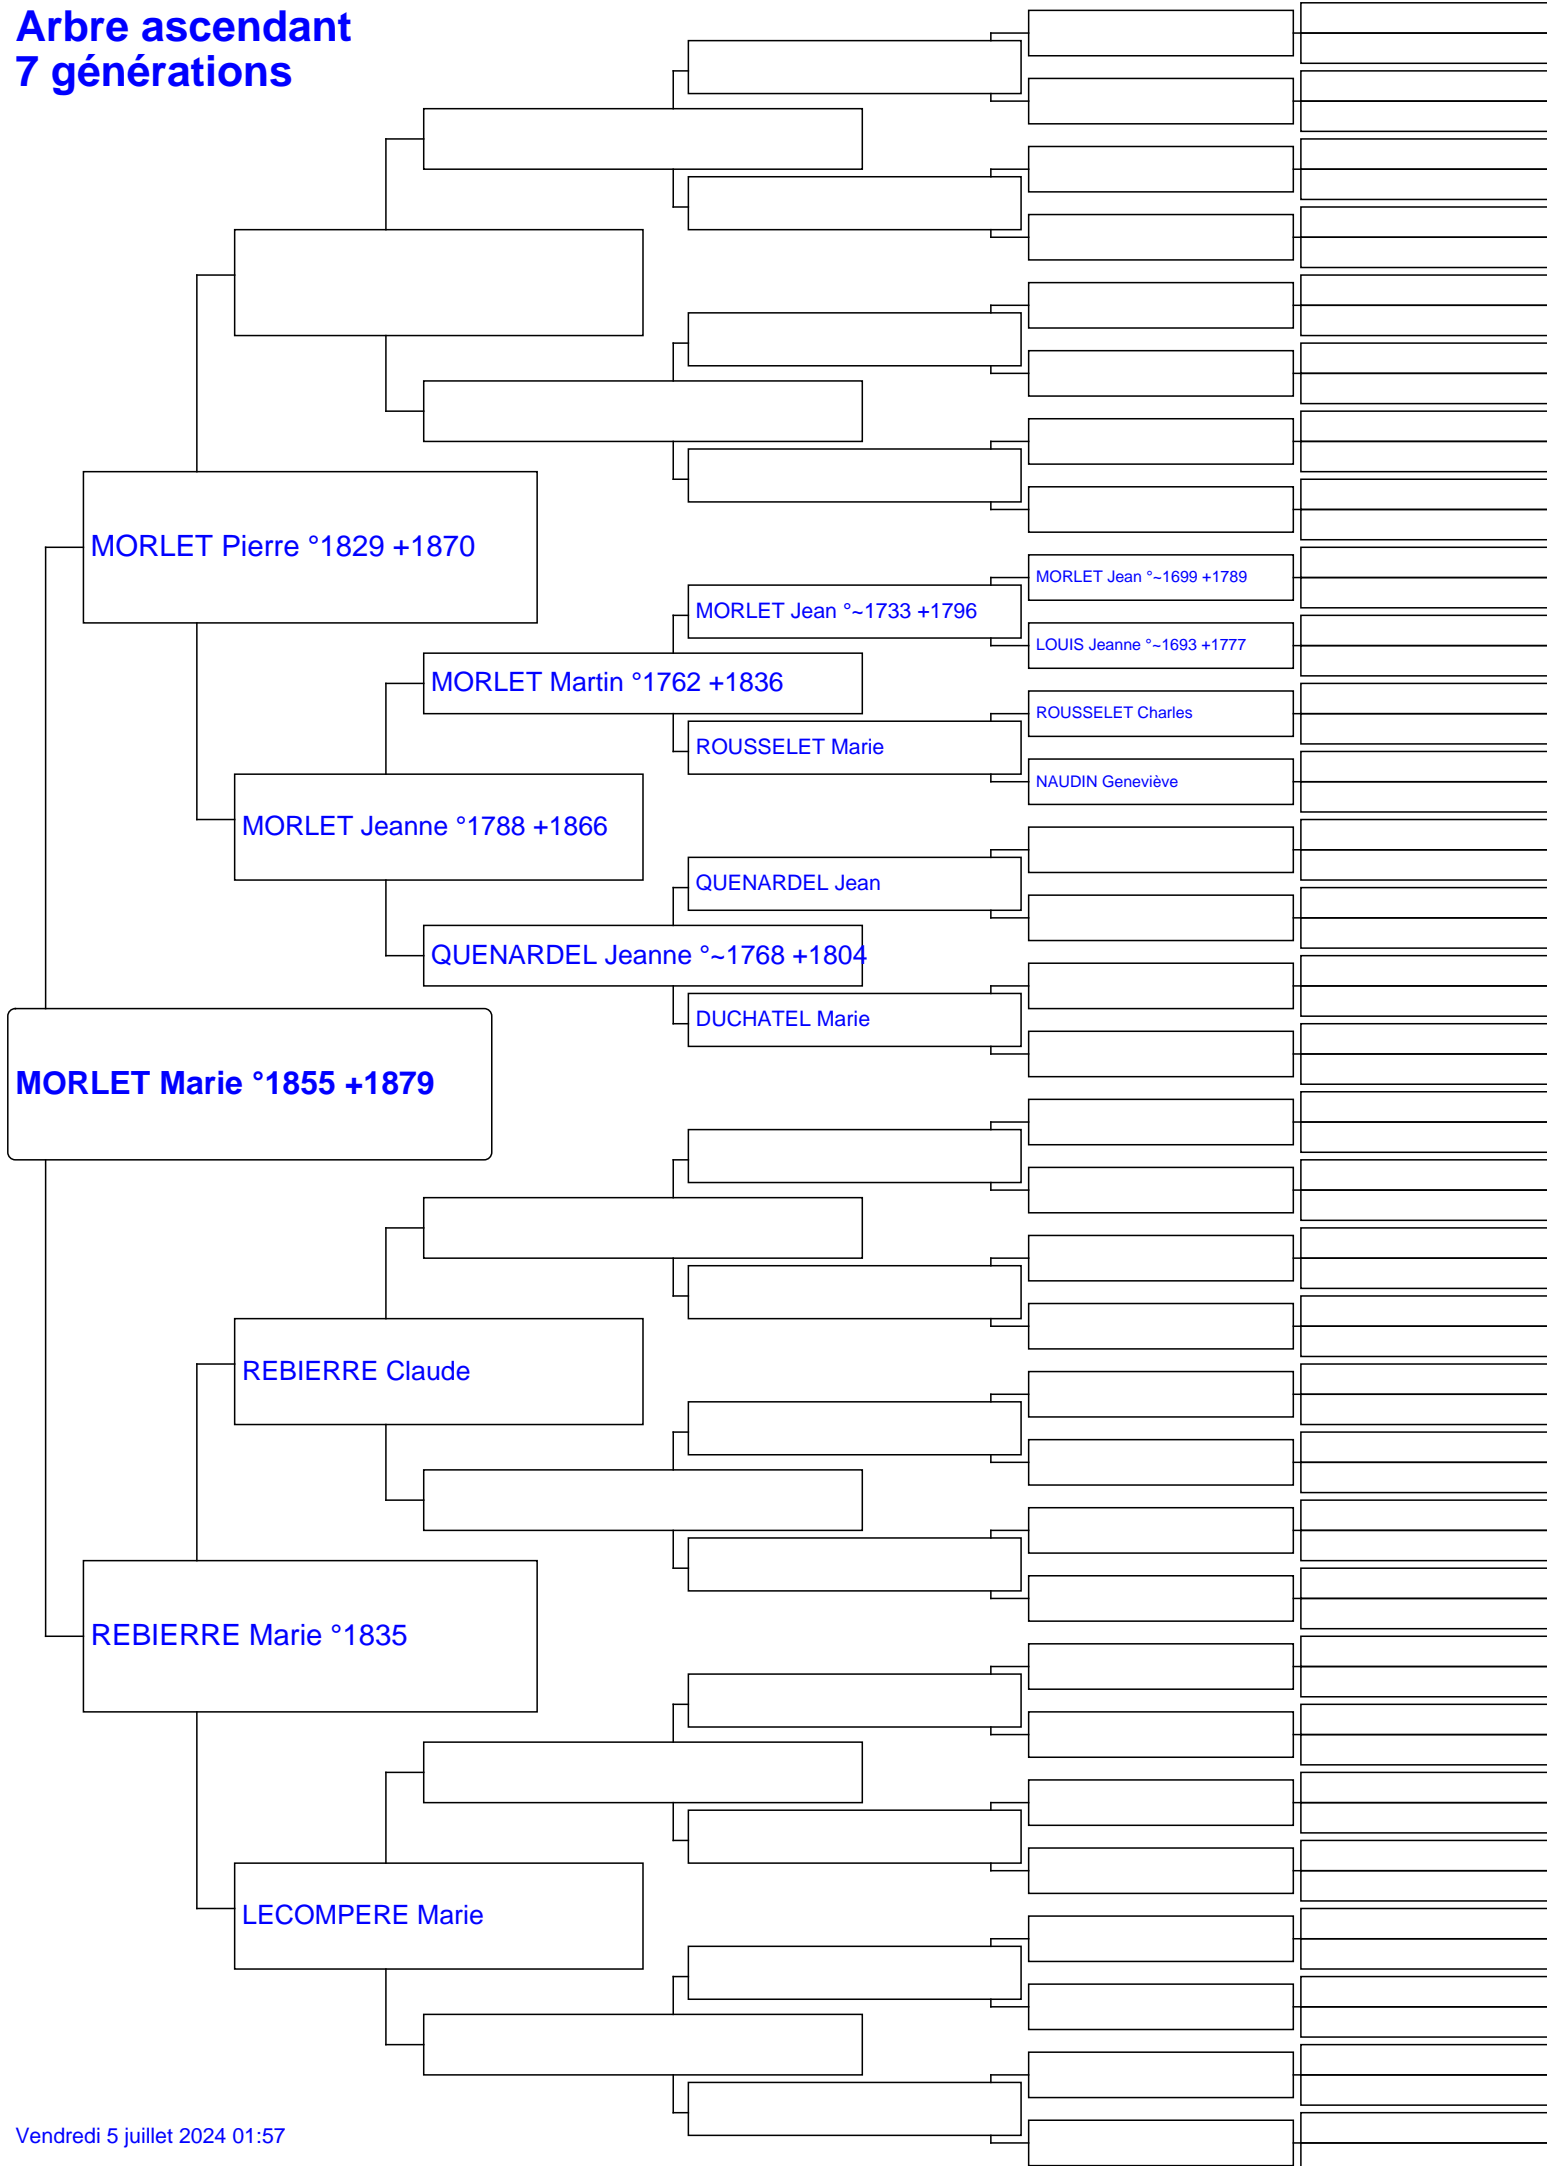 Arbre ascendant
7 générations
MORLET Pierre °1829 +1870
MORLET Jean °~1699 +1789
MORLET Jean °~1733 +1796
LOUIS Jeanne °~1693 +1777
MORLET Martin °1762 +1836
ROUSSELET Charles
ROUSSELET Marie
NAUDIN Geneviève
MORLET Jeanne °1788 +1866
QUENARDEL Jean
QUENARDEL Jeanne °~1768 +1804
DUCHATEL Marie
MORLET Marie °1855 +1879
REBIERRE Claude
REBIERRE Marie °1835
LECOMPERE Marie
Vendredi 5 juillet 2024 01:57